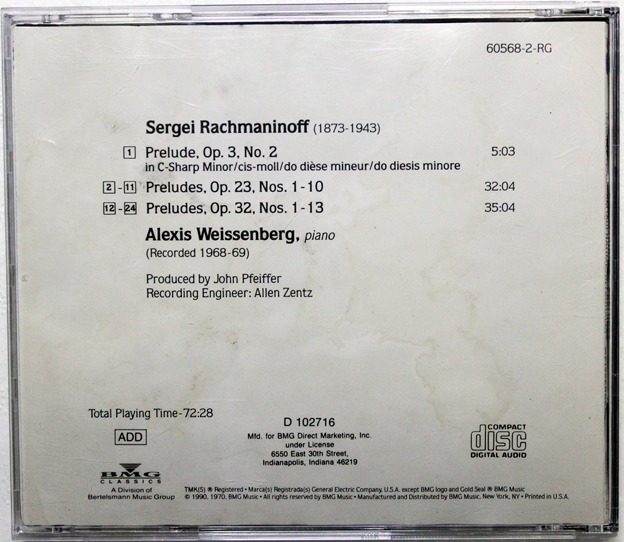 60568-2-RG
Sergei Rachmaninoff (1873-1943)
1 Prelude, Op. 3, No. 2 5:03
in C-Sharp Minor/cis-moll/do dièse mineur/do diesis minore
2-11 Preludes, Op. 23, Nos. 1-10 32:04
12-24 Preludes, Op. 32, Nos. 1-13 35:04
Alexis Weissenberg, piano
(Recorded 1968-69)
Produced by John Pfeiffer
Recording Engineer: Allen Zentz
Total Playing Time-72:28
ADD
BMG
CLASSICS
A Division of
Bertelsmann Music Group
D 102716
Mfd. for BMG Direct Marketing, Inc.
under License
6550 East 30th Street,
Indianapolis, Indiana 46219
COMPACT
disc
DIGITAL AUDIO
TMK(S) ® Registered • Marca(s) Registrada(s) General Electric Company, U.S.A. except BMG logo and Gold Seal ® BMG Music
© 1990, 1970, BMG Music • All rights reserved by BMG Music • Manufactured and Distributed by BMG Music, New York, NY • Printed in U.S.A.